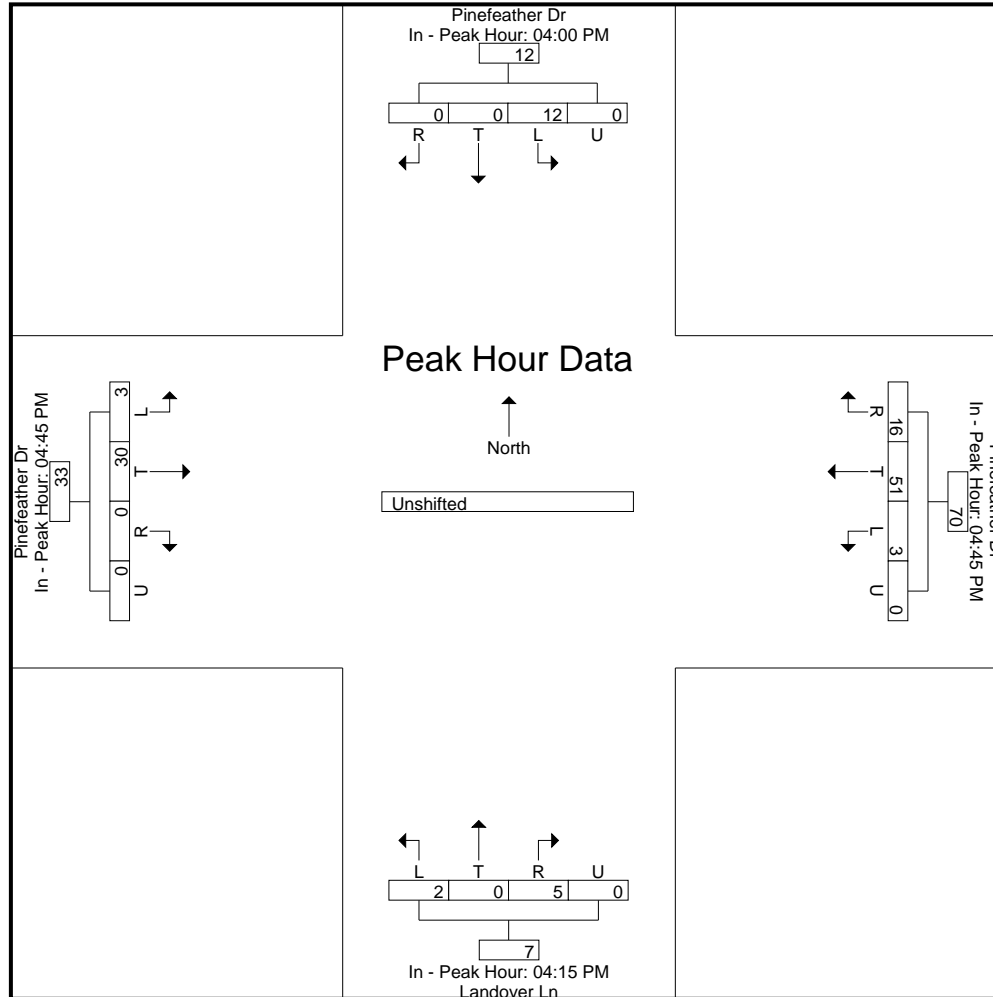 Pinefeather Dr
In - Peak Hour: 04:00 PM
12
0 0 12 0
R T L U
Peak Hour Data
North
Unshifted
Pinefeather Dr
In - Peak Hour: 04:45 PM
33
3 30 0 0
L T R U
In - Peak Hour: 04:45 PM
70
16 51 3 0
R T L U
L T R U
2 0 5 0
7
In - Peak Hour: 04:15 PM
Landover Ln